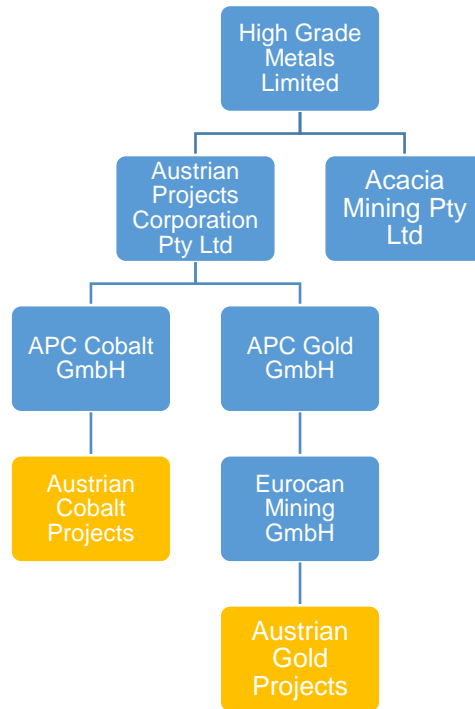 High Grade
Metals
Limited
Austrian
Projects
Corporation
Pty Ltd
Acacia
Mining Pty
Ltd
APC Cobalt
GmbH
APC Gold
GmbH
Austrian
Cobalt
Projects
Eurocan
Mining
GmbH
Austrian
Gold
Projects